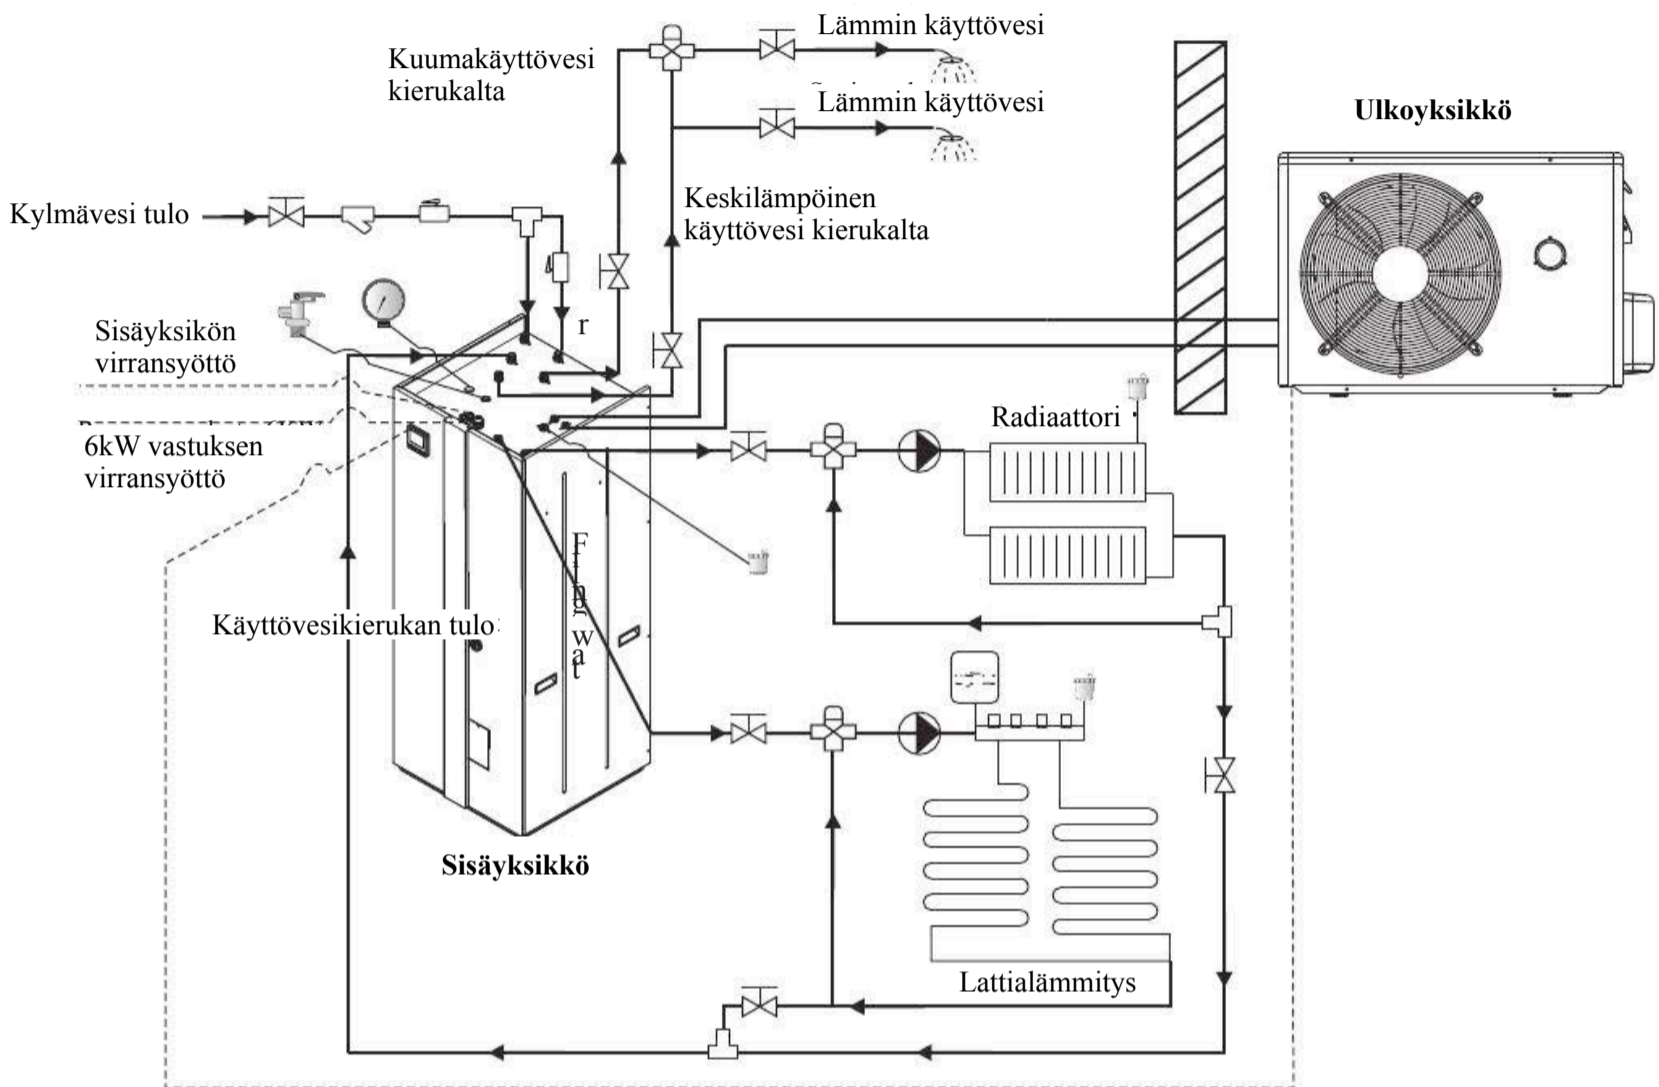 Lämmin käyttövesi
Kuumakäyttövesi
kierukalta
Lämmin käyttövesi
Ulkoyksikkö
Kylmävesi tulo
Keskilämpöinen
käyttövesi kierukalta
r
Sisäyksikön
virransyöttö
Radiaattori
6kW vastuksen
virransyöttö
Käyttövesikierukan tulo
Sisäyksikkö
Lattialämmitys